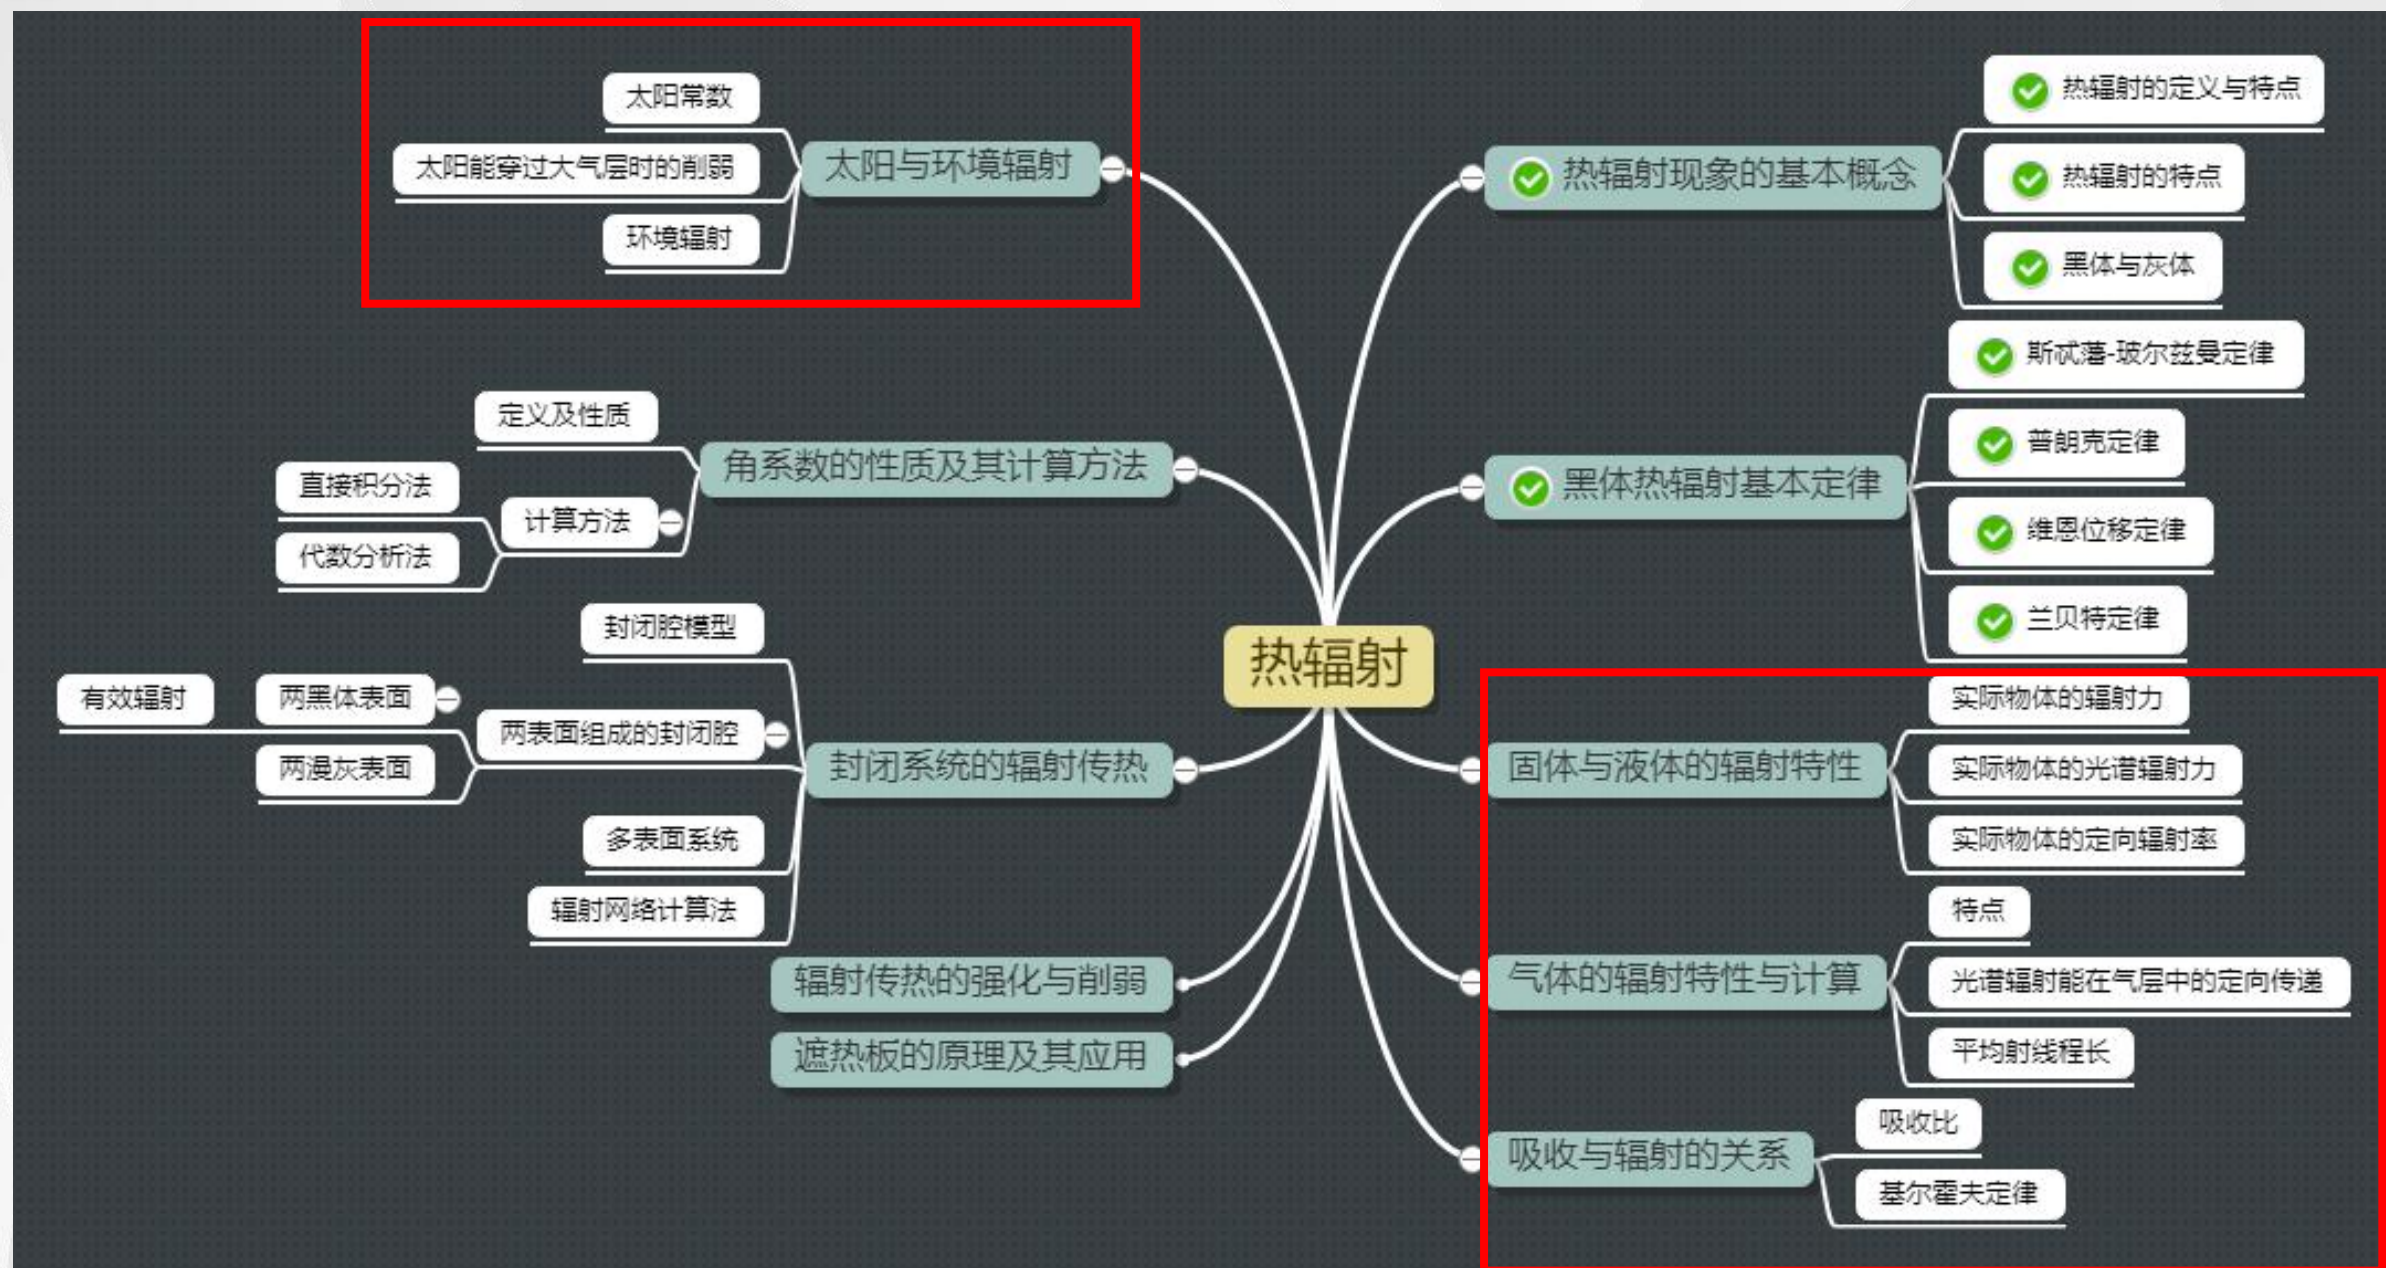 太阳常数
太阳能穿过大气层时的削弱
环境辐射
太阳与环境辐射
定义及性质
直接积分法
代数分析法
计算方法
角系数的性质及其计算方法
封闭腔模型
有效辐射
两黑体表面
两漫灰表面
两表面组成的封闭腔
多表面系统
辐射网络计算法
封闭系统的辐射传热
辐射传热的强化与削弱
遮热板的原理及其应用
热辐射
热辐射现象的基本概念
热辐射的定义与特点
热辐射的特点
黑体与灰体
黑体热辐射基本定律
斯忒藩-玻尔兹曼定律
普朗克定律
维恩位移定律
兰贝特定律
固体与液体的辐射特性
实际物体的辐射力
实际物体的光谱辐射力
实际物体的定向辐射率
气体的辐射特性与计算
特点
光谱辐射能在气层中的定向传递
平均射线程长
吸收与辐射的关系
吸收比
基尔霍夫定律